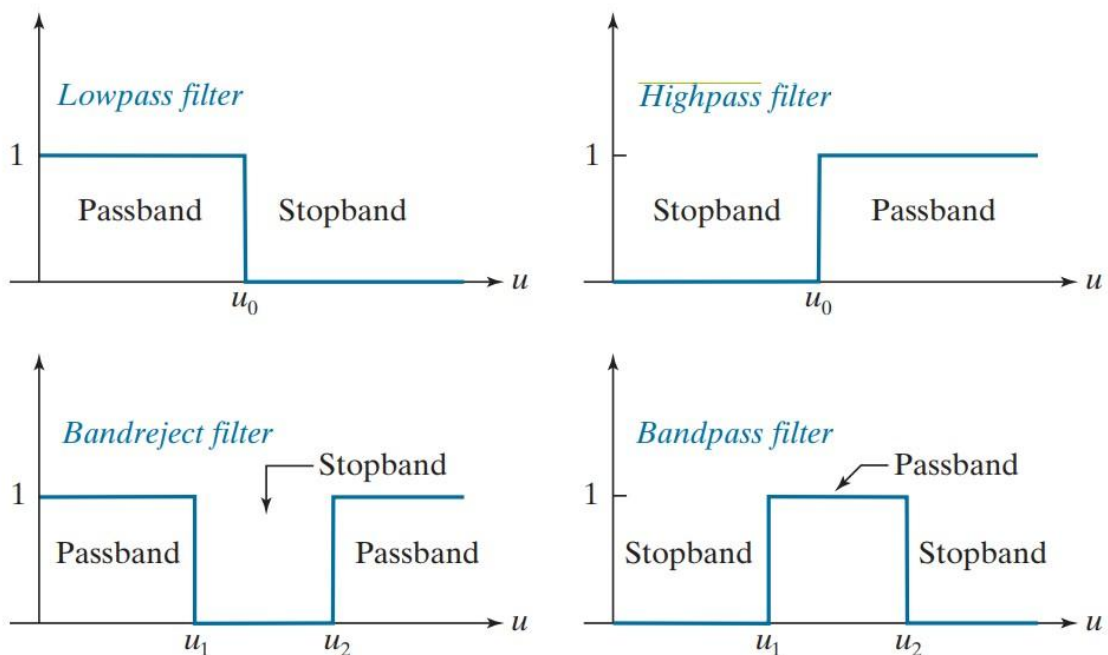 Lowpass filter
1
Passband
Stopband
u
u₀
Highpass filter
1
Stopband
Passband
u
u₀
Bandreject filter
Stopband
1
Passband
Passband
u
u₁
u₂
Bandpass filter
Passband
1
Stopband
Stopband
u
u₁
u₂